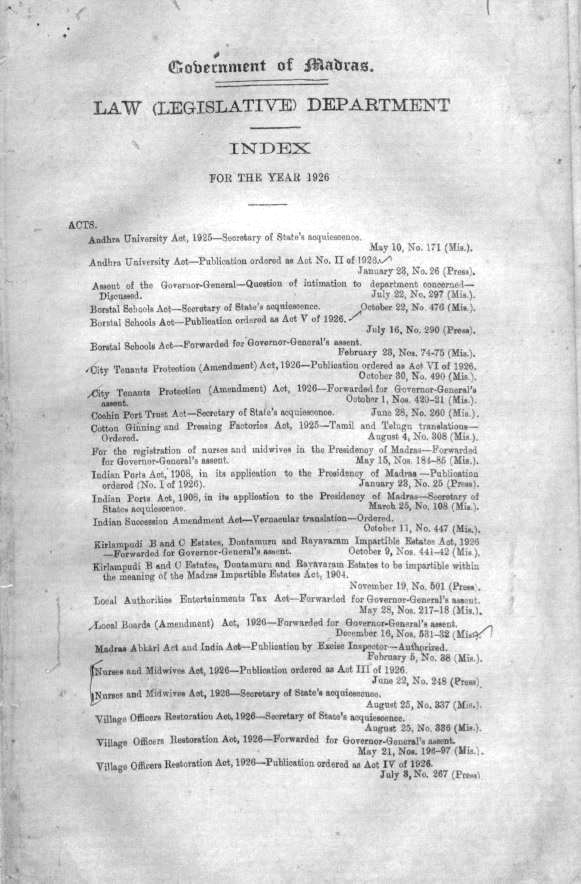 Government of Madras.
LAW (LEGISLATIVE) DEPARTMENT
INDEX
FOR THE YEAR 1926
ACTS.
Andhra University Act, 1925—Secretary of State's acquiescence.
May 10, No. 171 (Mis.).
Andhra University Act—Publication ordered as Act No. II of 1926.
January 23, No. 26 (Press).
Assent of the Governor-General—Question of intimation to department concerned—
Discussed. July 22, No. 297 (Mis.).
Borstal Schools Act—Secretary of State's acquiescence. October 22, No. 476 (Mis.).
Borstal Schools Act—Publication ordered as Act V of 1926.
July 16, No. 290 (Press).
Borstal Schools Act—Forwarded for Governor-General's assent.
February 23, Nos. 74-75 (Mis.).
City Tenants Protection (Amendment) Act, 1926—Publication ordered as Act VI of 1926.
October 30, No. 490 (Mis.).
City Tenants Protection (Amendment) Act, 1926—Forwarded for Governor-General's
assent. October 1, Nos. 420-21 (Mis.).
Cochin Port Trust Act—Secretary of State's acquiescence. June 28, No. 260 (Mis.).
Cotton Ginning and Pressing Factories Act, 1925—Tamil and Telugu translations—
Ordered. August 4, No. 308 (Mis.).
For the registration of nurses and midwives in the Presidency of Madras—Forwarded
for Governor-General's assent. May 15, Nos. 184-85 (Mis.).
Indian Ports Act, 1908, in its application to the Presidency of Madras—Publication
ordered (No. I of 1926). January 23, No. 25 (Press).
Indian Ports Act, 1908, in its application to the Presidency of Madras—Secretary of
States acquiescence. March 25, No. 108 (Mis.).
Indian Succession Amendment Act—Vernacular translation—Ordered.
October 11, No. 447 (Mis.).
Kirlampudi B and C Estates, Dontamuru and Rayavaram Impartible Estates Act, 1926
—Forwarded for Governor-General's assent. October 9, Nos. 441-42 (Mis.).
Kirlampudi B and C Estates, Dontamuru and Rayavaram Estates to be impartible within
the meaning of the Madras Impartible Estates Act, 1904.
November 19, No. 501 (Press).
Local Authorities Entertainments Tax Act—Forwarded for Governor-General's assent.
May 28, Nos. 217-18 (Mis.).
Local Boards (Amendment) Act, 1926—Forwarded for Governor-General's assent.
December 16, Nos. 531-32 (Mis.).
Madras Abkāri Act and India Act—Publication by Excise Inspector—Authorized.
February 5, No. 38 (Mis.).
Nurses and Midwives Act, 1926—Publication ordered as Act III of 1926.
June 22, No. 248 (Press)
Nurses and Midwives Act, 1926—Secretary of State's acquiescence.
August 25, No. 337 (Mis.).
Village Officers Restoration Act, 1926—Secretary of State's acquiescence.
August 25, No. 336 (Mis.).
Village Officers Restoration Act, 1926—Forwarded for Governor-General's assent.
May 21, Nos. 196-97 (Mis.).
Village Officers Restoration Act, 1926—Publication ordered as Act IV of 1926.
July 3, No. 267 (Press)